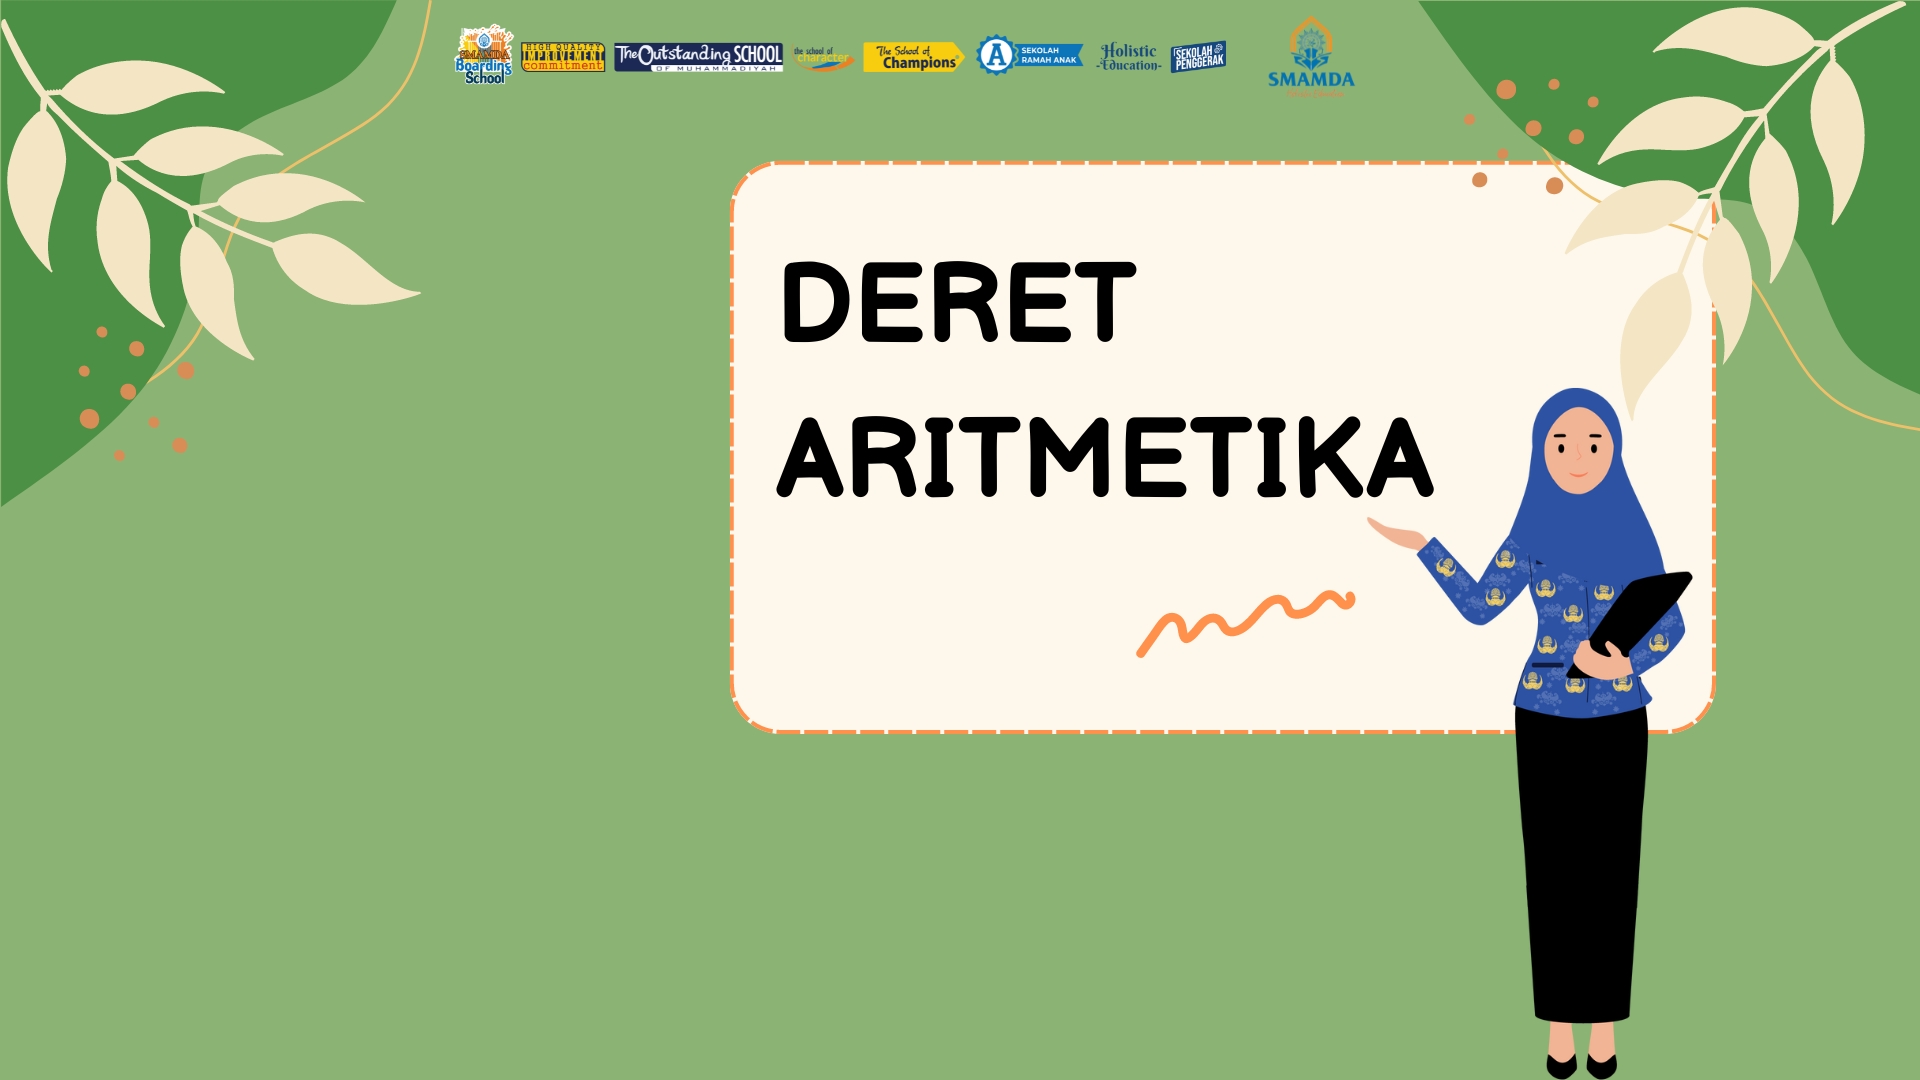 SMAMDA
Boarding
School
HIGH QUALITY
IMPROVEMENT
commitment
The Outstanding SCHOOL
OF MUHAMMADIYAH
the school of
character
The School of
Champions
A
SEKOLAH
RAMAH ANAK
Holistic
-Education-
SEKOLAH
PENGGERAK
SMAMDA
DERET
ARITMETIKA